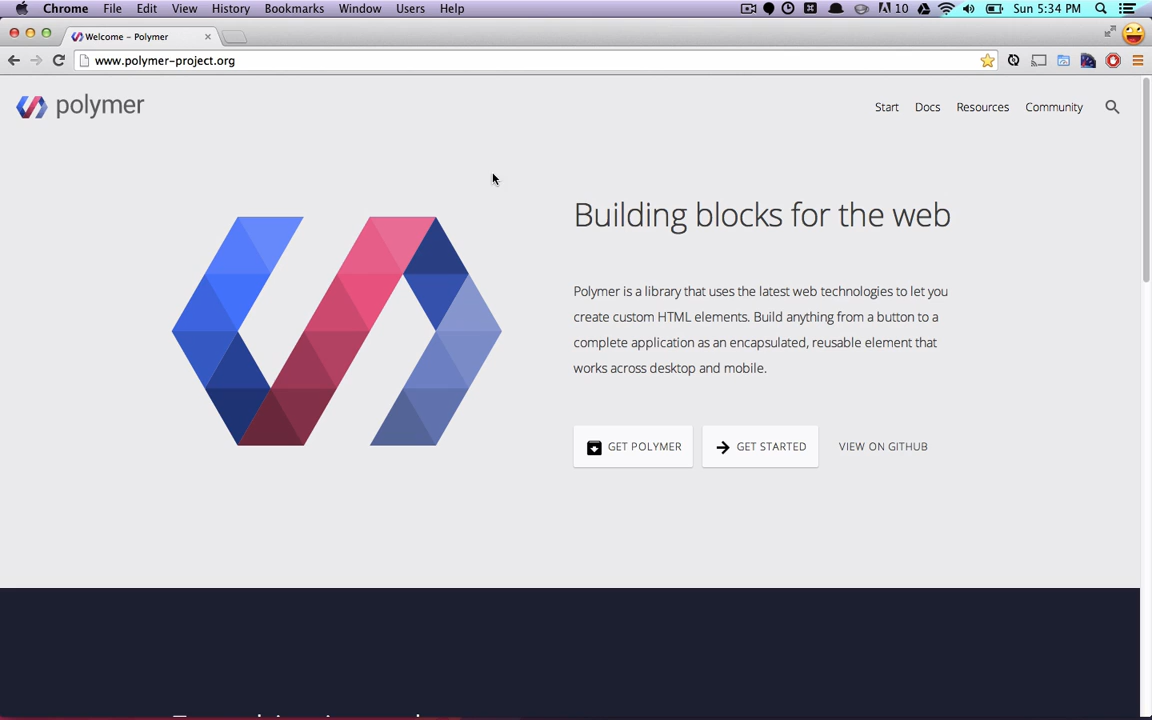 Chrome File Edit View History Bookmarks Window Users Help 10 Sun 5:34 PM
Welcome – Polymer
www.polymer-project.org
polymer Start Docs Resources Community
Building blocks for the web
Polymer is a library that uses the latest web technologies to let you
create custom HTML elements. Build anything from a button to a
complete application as an encapsulated, reusable element that
works across desktop and mobile.
GET POLYMER GET STARTED VIEW ON GITHUB